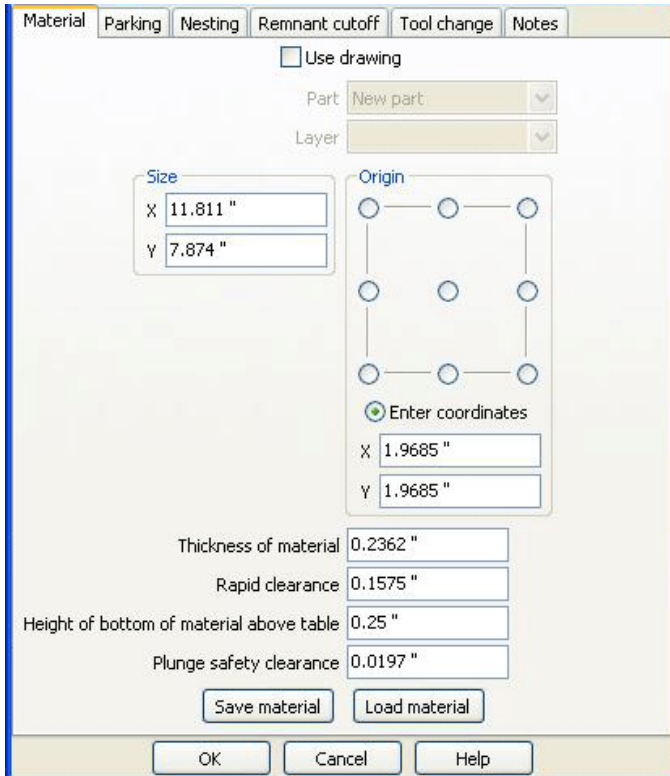 Material Parking Nesting Remnant cutoff Tool change Notes
Use drawing
Part New part
Layer
Size
X 11.811 "
Y 7.874 "
Origin
Enter coordinates
X 1.9685 "
Y 1.9685 "
Thickness of material 0.2362 "
Rapid clearance 0.1575 "
Height of bottom of material above table 0.25 "
Plunge safety clearance 0.0197 "
Save material Load material
OK Cancel Help